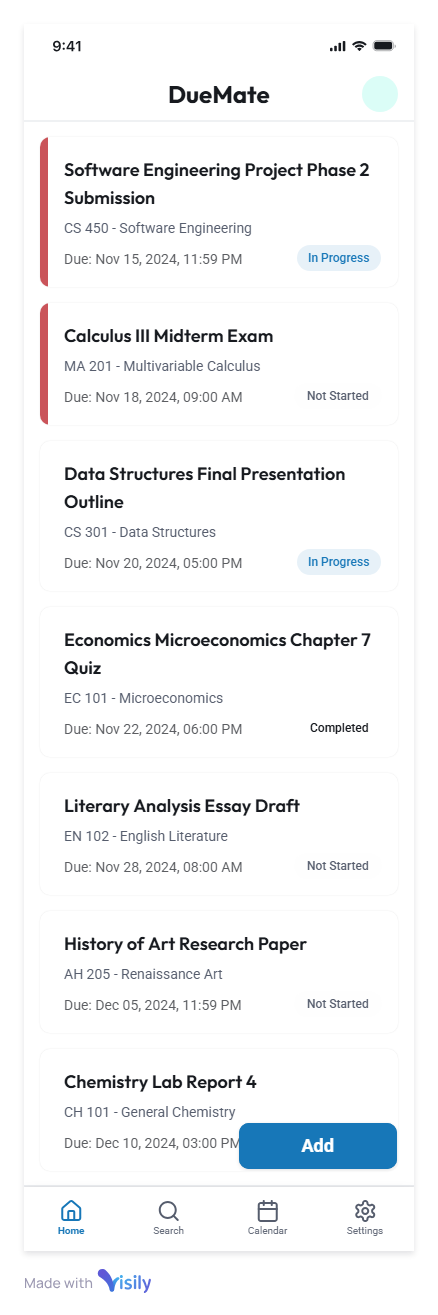 9:41
DueMate
Software Engineering Project Phase 2
Submission
CS 450 - Software Engineering
Due: Nov 15, 2024, 11:59 PM
In Progress
Calculus III Midterm Exam
MA 201 - Multivariable Calculus
Due: Nov 18, 2024, 09:00 AM
Not Started
Data Structures Final Presentation
Outline
CS 301 - Data Structures
Due: Nov 20, 2024, 05:00 PM
In Progress
Economics Microeconomics Chapter 7
Quiz
EC 101 - Microeconomics
Due: Nov 22, 2024, 06:00 PM
Completed
Literary Analysis Essay Draft
EN 102 - English Literature
Due: Nov 28, 2024, 08:00 AM
Not Started
History of Art Research Paper
AH 205 - Renaissance Art
Due: Dec 05, 2024, 11:59 PM
Not Started
Chemistry Lab Report 4
CH 101 - General Chemistry
Due: Dec 10, 2024, 03:00 PM
Add
Home
Search
Calendar
Settings
Made with Visily